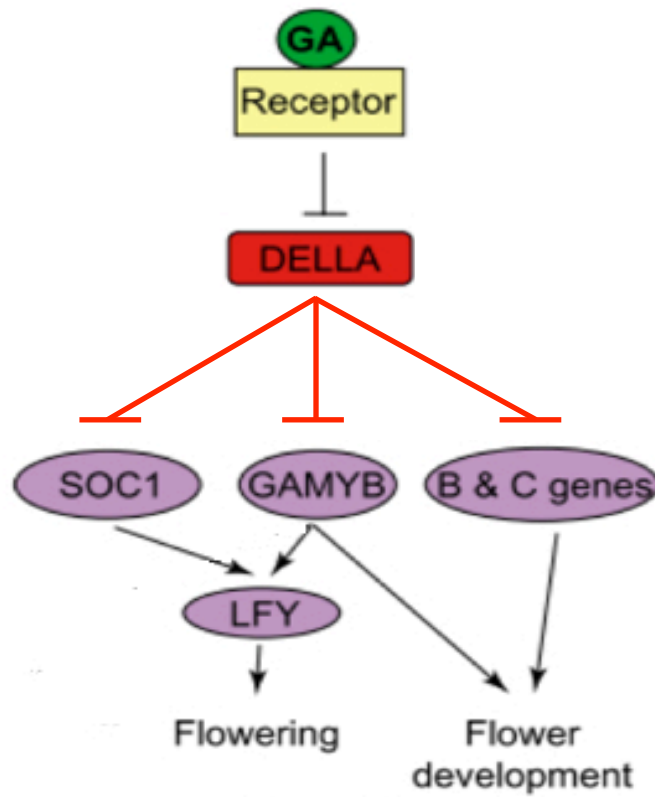 GA
Receptor
DELLA
SOC1
GAMYB
B & C genes
LFY
Flowering
Flower
development